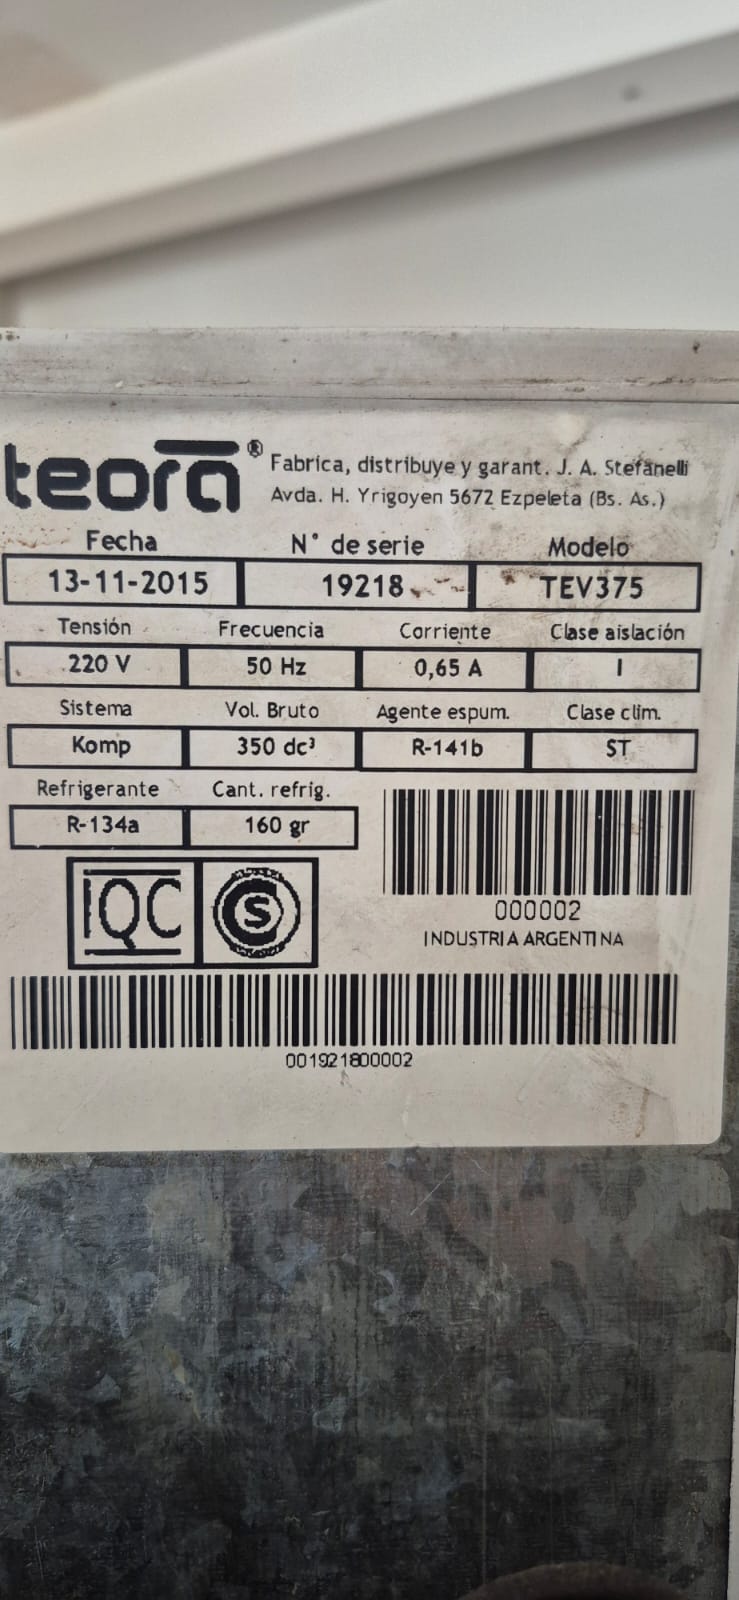 teora® Fabrica, distribuye y garant. J. A. Stefanelli
Avda. H. Yrigoyen 5672 Ezpeleta (Bs. As.)
Fecha N° de serie Modelo
13-11-2015 19218 TEV375
Tensión Frecuencia Corriente Clase aislación
220 V 50 Hz 0,65 A I
Sistema Vol. Bruto Agente espum. Clase clim.
Komp 350 dc³ R-141b ST
Refrigerante Cant. refrig.
R-134a 160 gr
IQC S
000002
INDUSTRIA ARGENTINA
001921800002